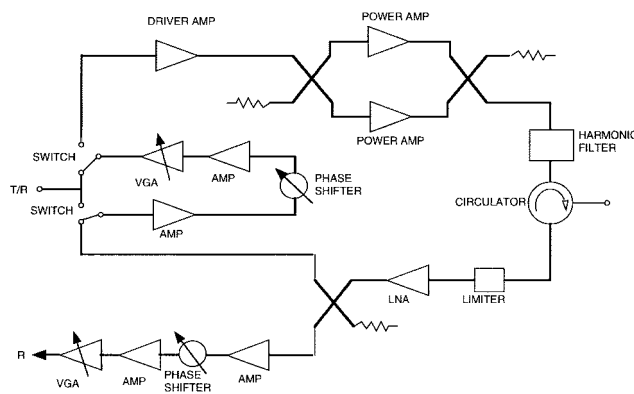 DRIVER AMP
POWER AMP
POWER AMP
HARMONIC
FILTER
SWITCH
VGA
AMP
PHASE
SHIFTER
T/R
SWITCH
AMP
CIRCULATOR
LNA
LIMITER
R
VGA
AMP
PHASE
SHIFTER
AMP